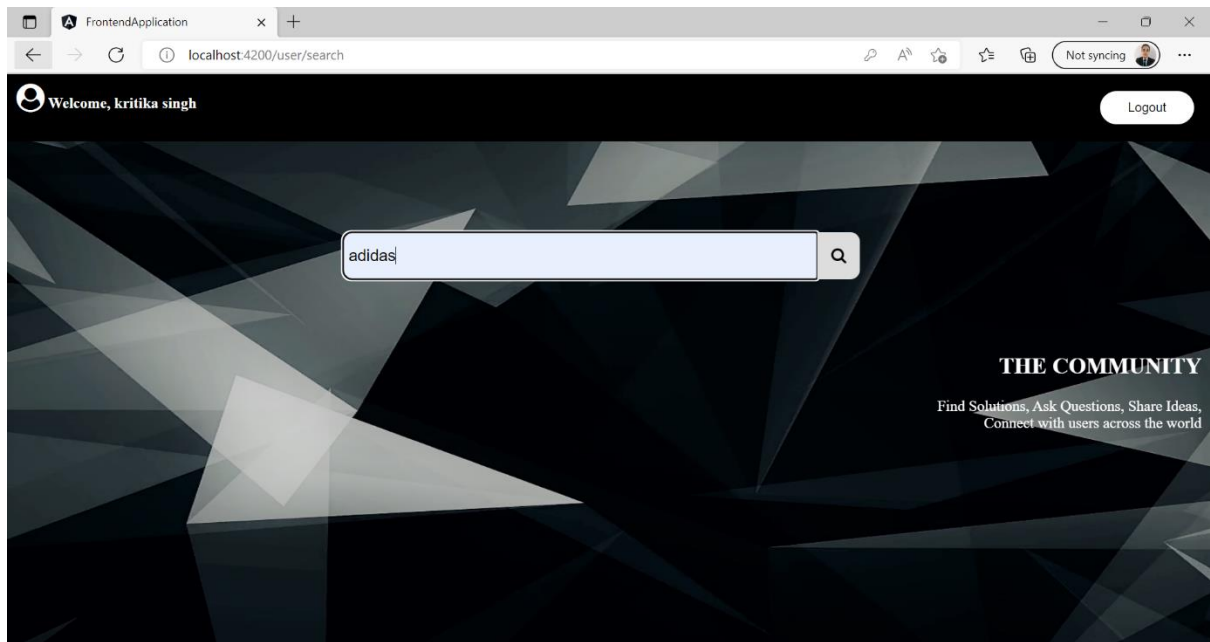 FrontendApplication
localhost:4200/user/search
Not syncing
Welcome, kritika singh
Logout
adidas
THE COMMUNITY
Find Solutions, Ask Questions, Share Ideas,
Connect with users across the world